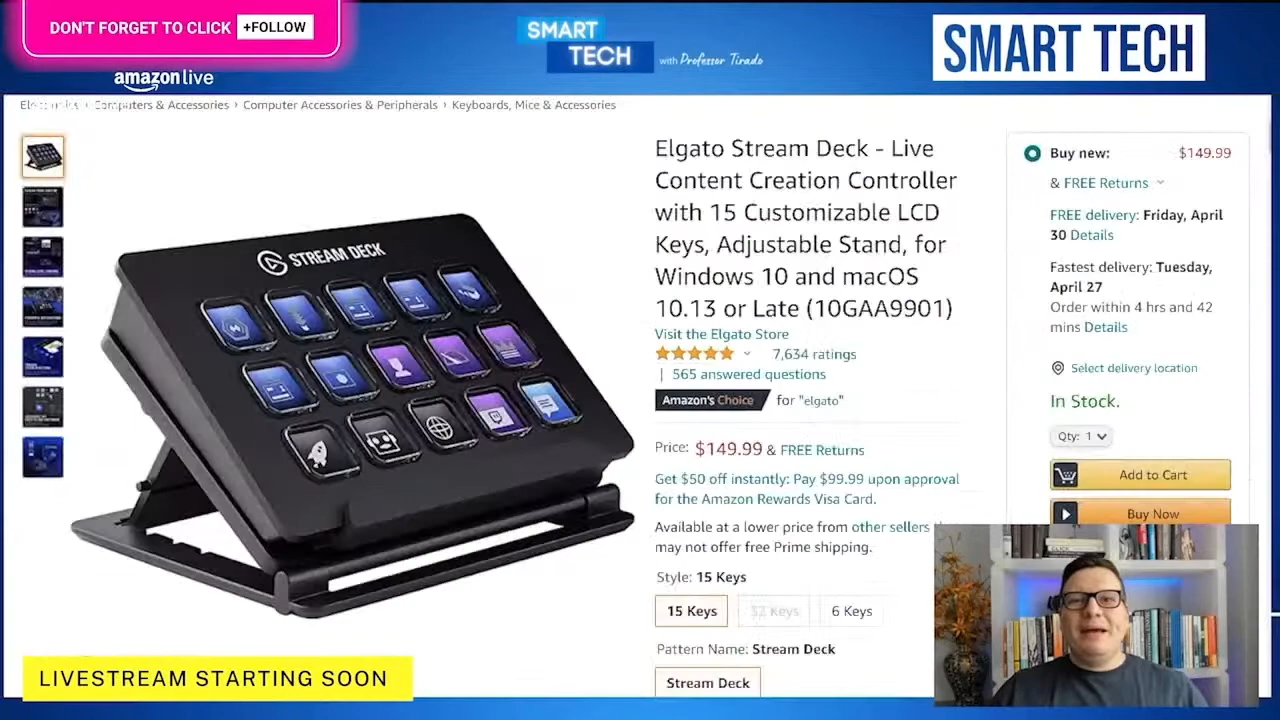 DON'T FORGET TO CLICK +FOLLOW
amazon live
SMART
TECH
with Professor Tirado
SMART TECH
Computers & Accessories › Computer Accessories & Peripherals › Keyboards, Mice & Accessories
STREAM DECK
Elgato Stream Deck - Live
Content Creation Controller
with 15 Customizable LCD
Keys, Adjustable Stand, for
Windows 10 and macOS
10.13 or Late (10GAA9901)
Visit the Elgato Store
7,634 ratings
| 565 answered questions
Amazon's Choice for "elgato"
Price: $149.99 & FREE Returns
Get $50 off instantly: Pay $99.99 upon approval
for the Amazon Rewards Visa Card.
Available at a lower price from other sellers
may not offer free Prime shipping.
Style: 15 Keys
15 Keys
32 Keys
6 Keys
Pattern Name: Stream Deck
Stream Deck
Buy new: $149.99
& FREE Returns
FREE delivery: Friday, April
30 Details
Fastest delivery: Tuesday,
April 27
Order within 4 hrs and 42
mins Details
Select delivery location
In Stock.
Qty: 1
Add to Cart
Buy Now
LIVESTREAM STARTING SOON